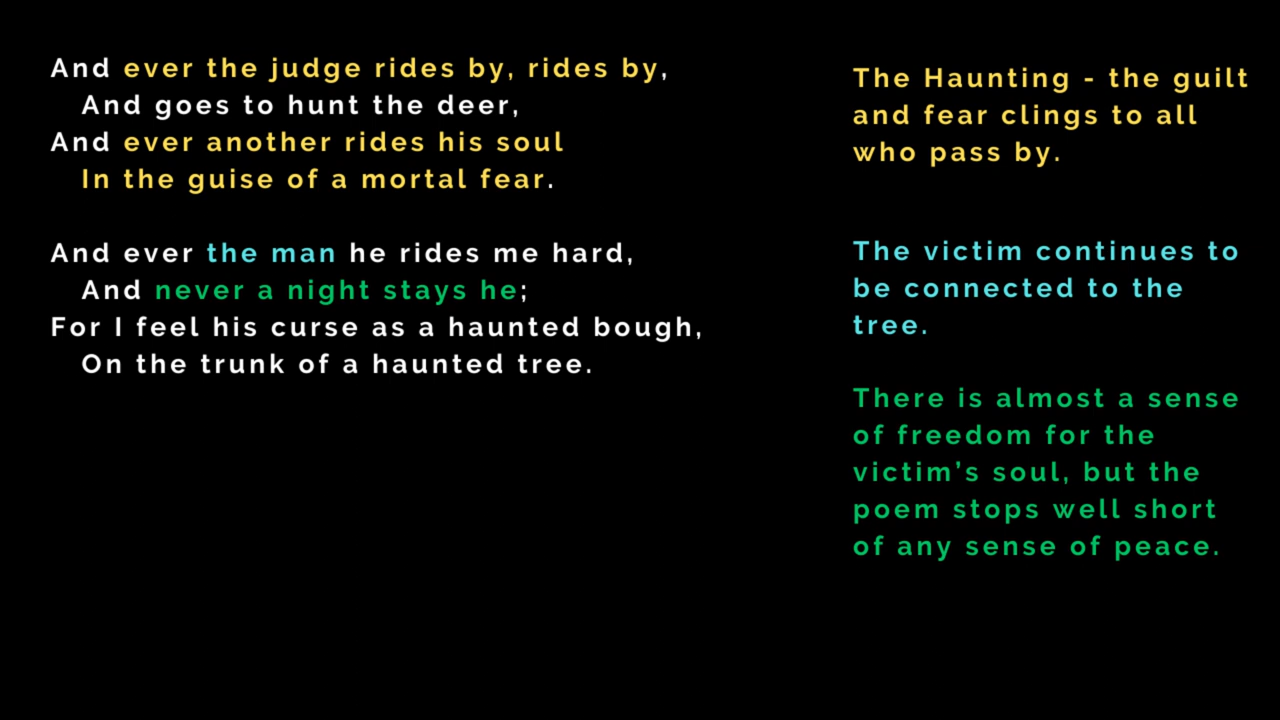 And ever the judge rides by, rides by,
And goes to hunt the deer,
And ever another rides his soul
In the guise of a mortal fear.
And ever the man he rides me hard,
And never a night stays he;
For I feel his curse as a haunted bough,
On the trunk of a haunted tree.
The Haunting - the guilt
and fear clings to all
who pass by.
The victim continues to
be connected to the
tree.
There is almost a sense
of freedom for the
victim’s soul, but the
poem stops well short
of any sense of peace.